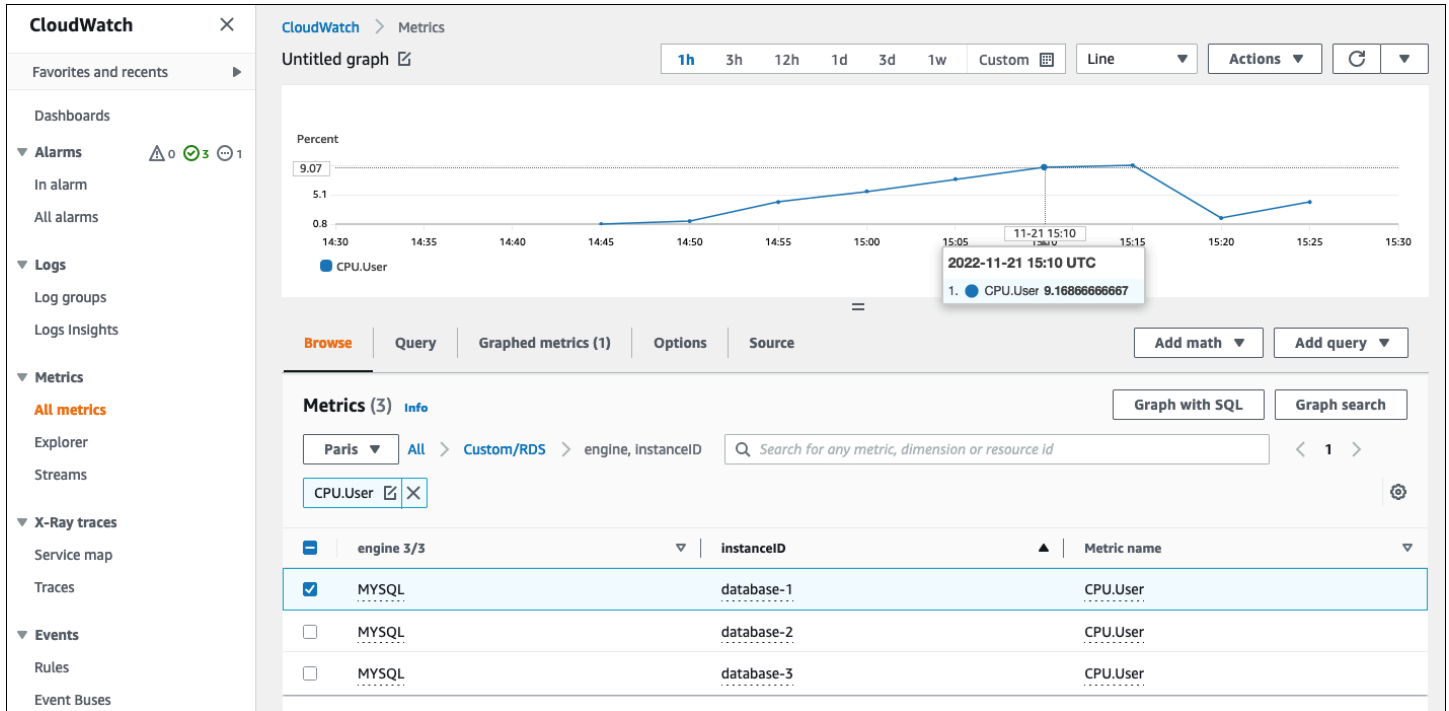 CloudWatch
Favorites and recents
Dashboards
Alarms 0 3 1
In alarm
All alarms
Logs
Log groups
Logs Insights
Metrics
All metrics
Explorer
Streams
X-Ray traces
Service map
Traces
Events
Rules
Event Buses
CloudWatch > Metrics
Untitled graph
1h 3h 12h 1d 3d 1w Custom Line Actions
Percent
9.07
5.1
0.8
14:30 14:35 14:40 14:45 14:50 14:55 15:00 15:05 15:10 15:15 15:20 15:25 15:30
11-21 15:10
CPU.User
2022-11-21 15:10 UTC
1. CPU.User 9.16866666667
Browse Query Graphed metrics (1) Options Source Add math Add query
Metrics (3) Info Graph with SQL Graph search
Paris All > Custom/RDS > engine, instanceID Search for any metric, dimension or resource id 1
CPU.User
engine 3/3 instanceID Metric name
MYSQL database-1 CPU.User
MYSQL database-2 CPU.User
MYSQL database-3 CPU.User